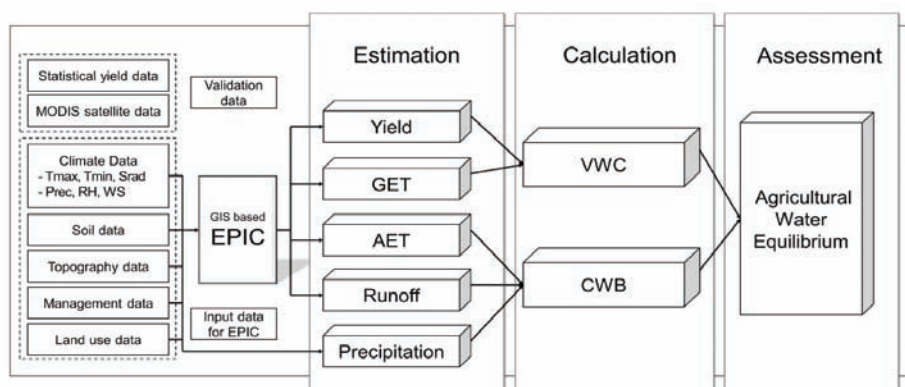 Estimation
Calculation
Assessment
Statistical yield data
MODIS satellite data
Validation
data
Climate Data
- Tmax, Tmin, Srad
- Prec, RH, WS
Soil data
Topography data
Management data
Land use data
GIS based
EPIC
Input data
for EPIC
Yield
GET
AET
Runoff
Precipitation
VWC
CWB
Agricultural
Water
Equilibrium